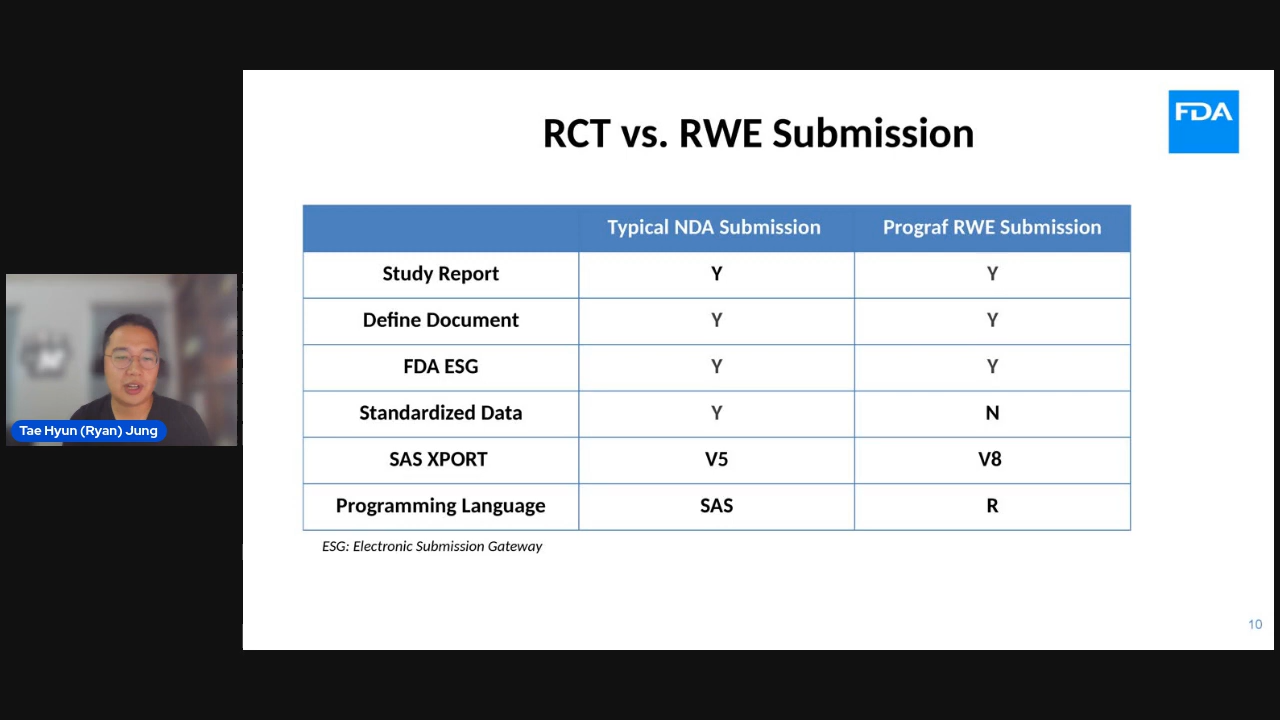 FDA
RCT vs. RWE Submission
Typical NDA Submission Prograf RWE Submission
Study Report Y Y
Define Document Y Y
FDA ESG Y Y
Standardized Data Y N
SAS XPORT V5 V8
Programming Language SAS R
ESG: Electronic Submission Gateway
10
Tae Hyun (Ryan) Jung